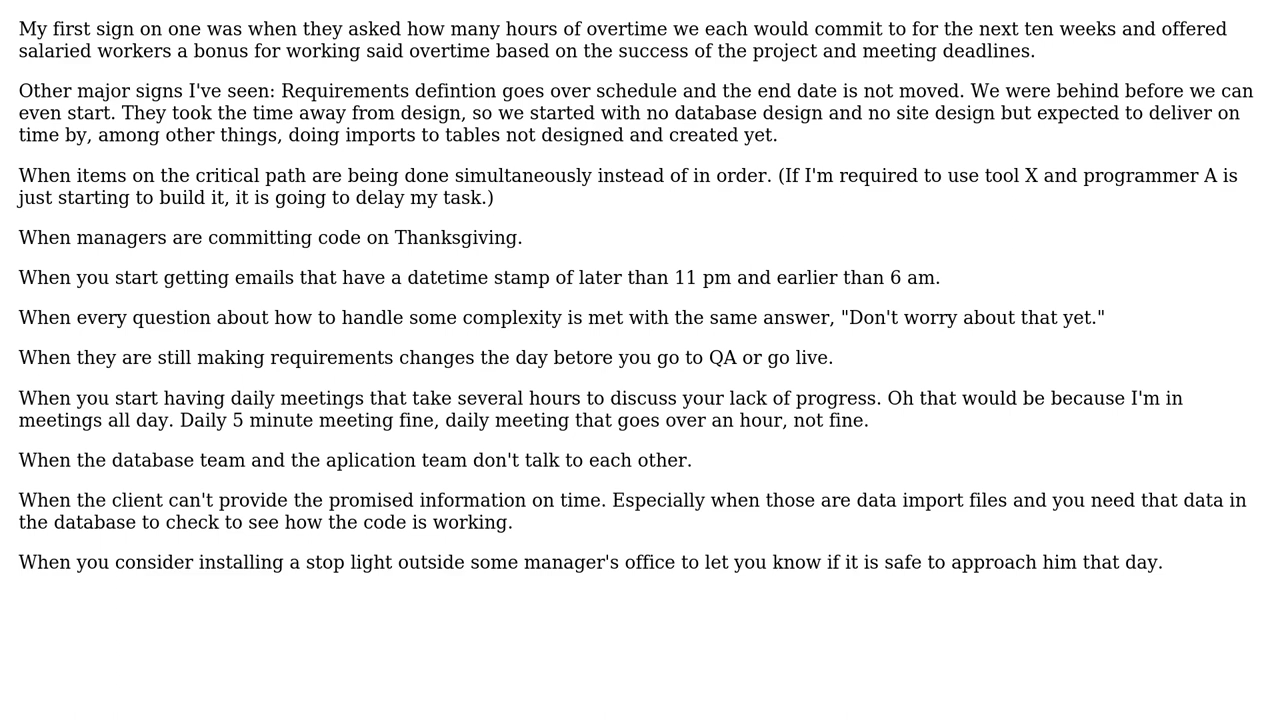 My first sign on one was when they asked how many hours of overtime we each would commit to for the next ten weeks and offered
salaried workers a bonus for working said overtime based on the success of the project and meeting deadlines.
Other major signs I've seen: Requirements defintion goes over schedule and the end date is not moved. We were behind before we can
even start. They took the time away from design, so we started with no database design and no site design but expected to deliver on
time by, among other things, doing imports to tables not designed and created yet.
When items on the critical path are being done simultaneously instead of in order. (If I'm required to use tool X and programmer A is
just starting to build it, it is going to delay my task.)
When managers are committing code on Thanksgiving.
When you start getting emails that have a datetime stamp of later than 11 pm and earlier than 6 am.
When every question about how to handle some complexity is met with the same answer, "Don't worry about that yet."
When they are still making requirements changes the day betore you go to QA or go live.
When you start having daily meetings that take several hours to discuss your lack of progress. Oh that would be because I'm in
meetings all day. Daily 5 minute meeting fine, daily meeting that goes over an hour, not fine.
When the database team and the aplication team don't talk to each other.
When the client can't provide the promised information on time. Especially when those are data import files and you need that data in
the database to check to see how the code is working.
When you consider installing a stop light outside some manager's office to let you know if it is safe to approach him that day.